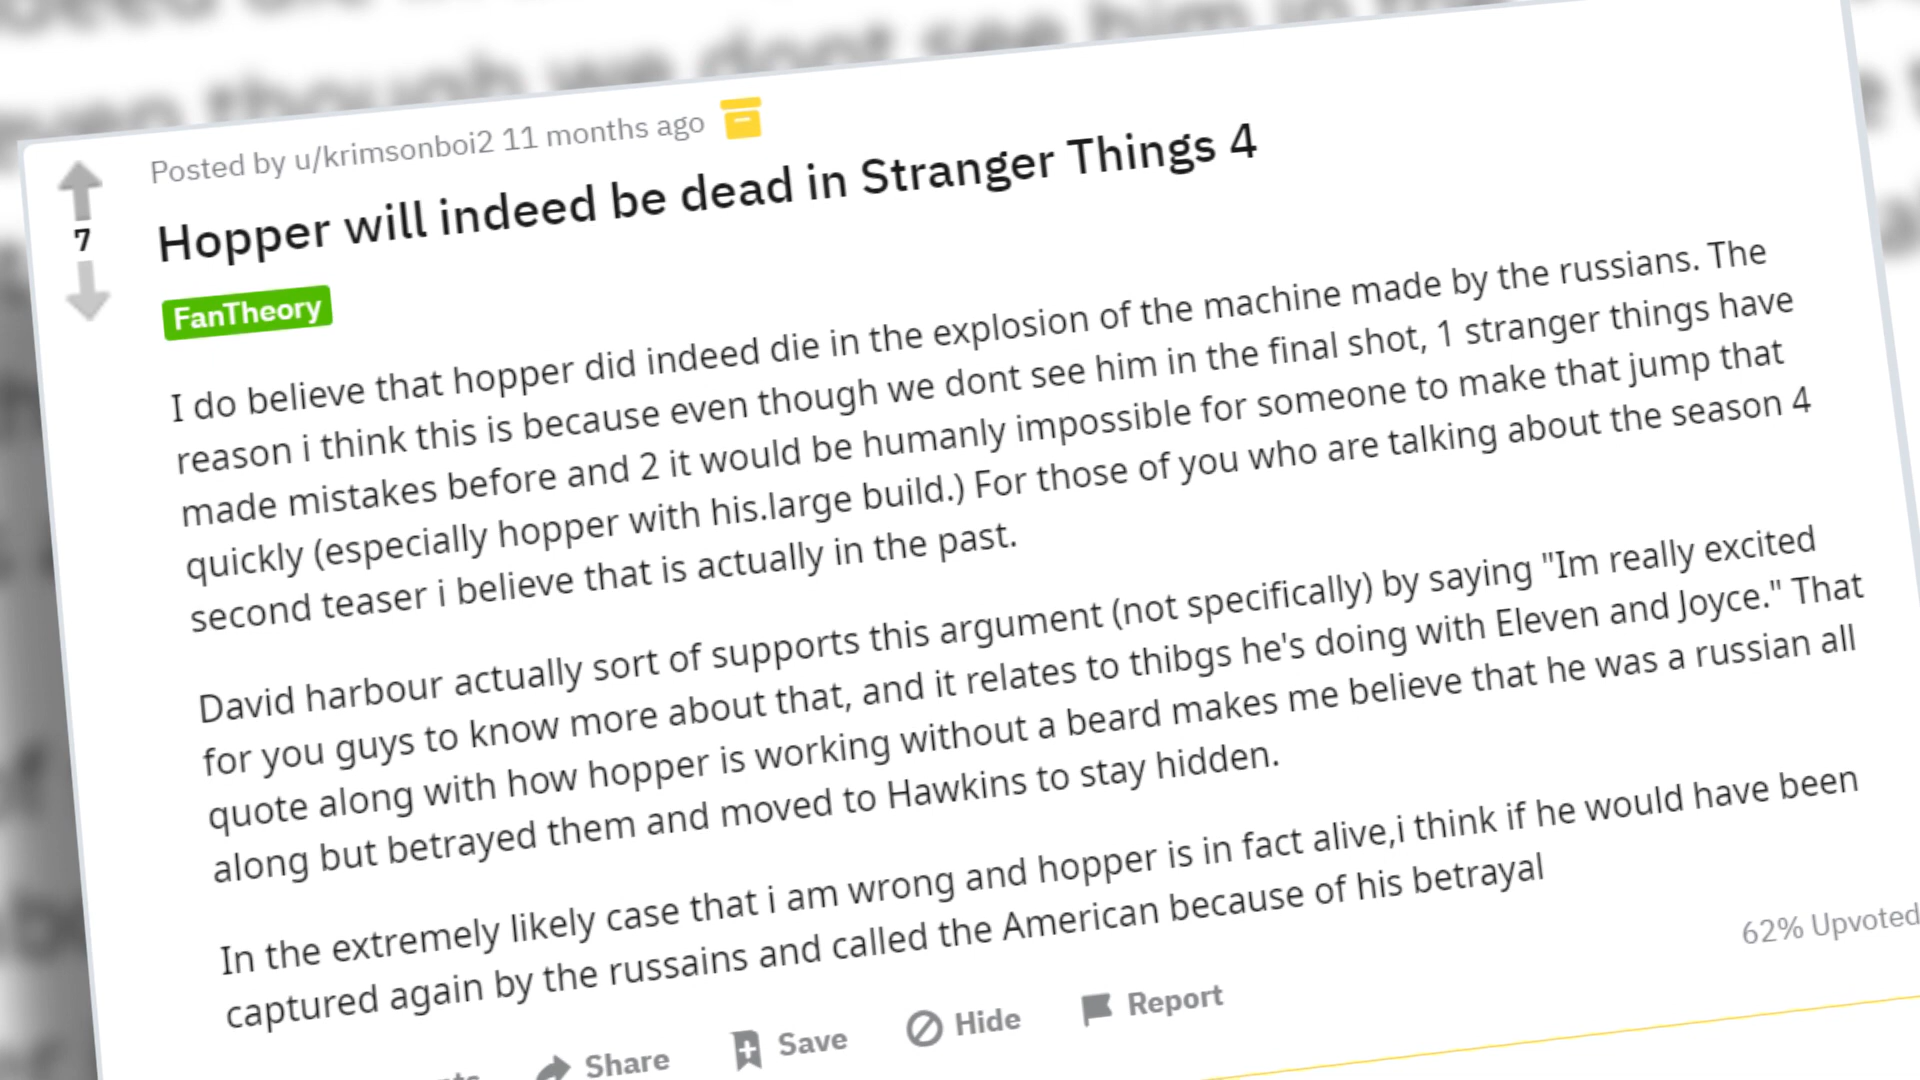 Posted by u/krimsonboi2 11 months ago
Hopper will indeed be dead in Stranger Things 4
7
FanTheory
I do believe that hopper did indeed die in the explosion of the machine made by the russians. The
reason i think this is because even though we dont see him in the final shot, 1 stranger things have
made mistakes before and 2 it would be humanly impossible for someone to make that jump that
quickly (especially hopper with his.large build.) For those of you who are talking about the season 4
second teaser i believe that is actually in the past.
David harbour actually sort of supports this argument (not specifically) by saying "Im really excited
for you guys to know more about that, and it relates to thibgs he's doing with Eleven and Joyce." That
quote along with how hopper is working without a beard makes me believe that he was a russian all
along but betrayed them and moved to Hawkins to stay hidden.
In the extremely likely case that i am wrong and hopper is in fact alive,i think if he would have been
captured again by the russains and called the American because of his betrayal
62% Upvoted
Share Save Hide Report